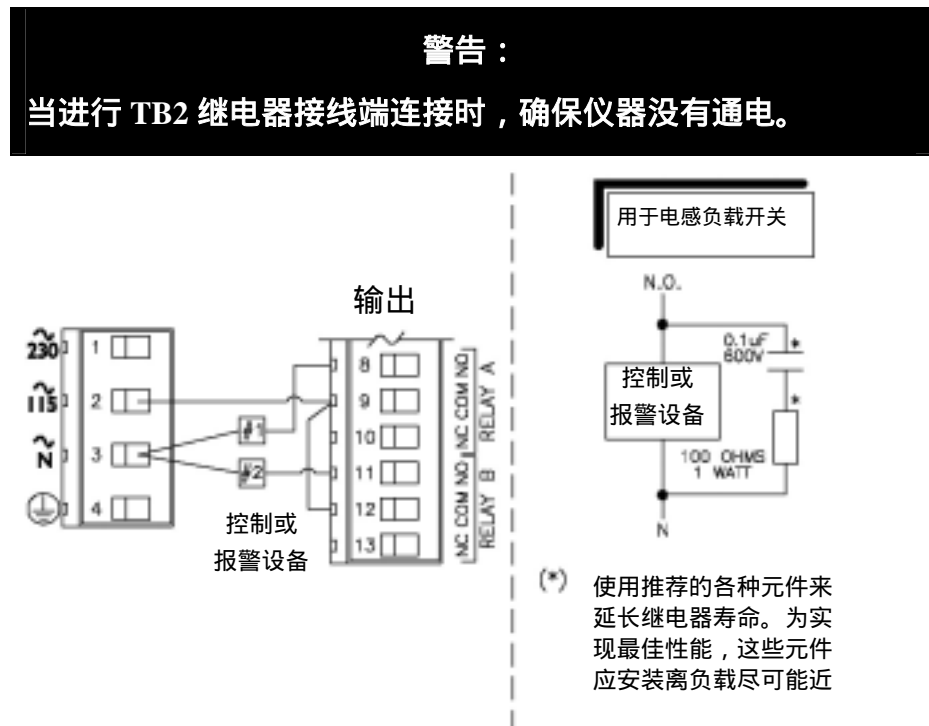 警告：
当进行 TB2 继电器接线端连接时，确保仪器没有通电。
用于电感负载开关
N.O.
0.1uF *
600V
控制或
报警设备
*
100 OHMS
1 WATT
N
(*) 使用推荐的各种元件来
延长继电器寿命。为实
现最佳性能，这些元件
应安装离负载尽可能近
输出
230
1
115
2
N
3
4
#1
#2
控制或
报警设备
8
9
10
11
12
13
NC COM NO
RELAY A
NC COM NO
RELAY B